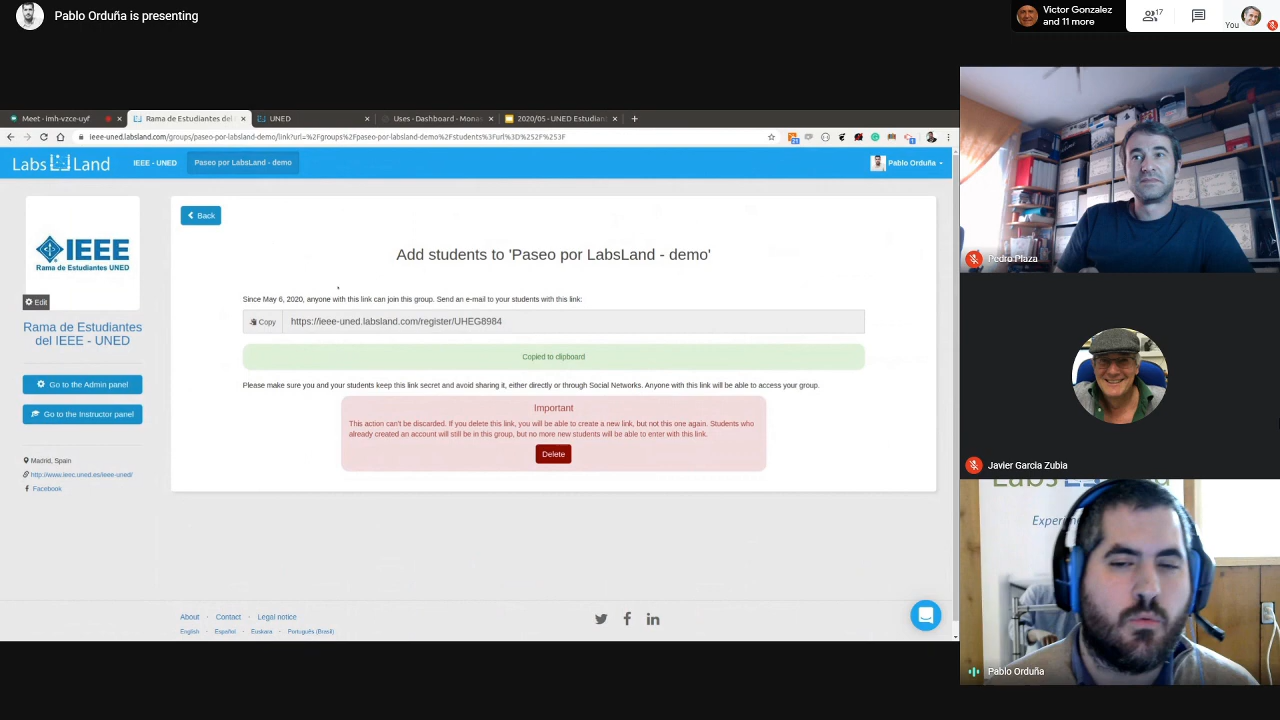 Pablo Orduña is presenting
Victor Gonzalez
and 11 more
17
You
Meet - imh-vzce-uyf
Rama de Estudiantes del
UNED
Uses - Dashboard - Mona
2020/05 - UNED Estudian
ieee-uned.labsland.com/groups/paseo-por-labsland-demo/link?url=%2Fgroups%2Fpaseo-por-labsland-demo%2Fstudents%3Furl%3D%252F%253F
LabsLand
IEEE - UNED
Paseo por LabsLand - demo
Pablo Orduña
IEEE
Rama de Estudiantes UNED
Edit
Rama de Estudiantes
del IEEE - UNED
Go to the Admin panel
Go to the Instructor panel
Madrid, Spain
http://www.ieec.uned.es/ieee-uned/
Facebook
Back
Add students to 'Paseo por LabsLand - demo'
Since May 6, 2020, anyone with this link can join this group. Send an e-mail to your students with this link:
Copy
https://ieee-uned.labsland.com/register/UHEG8984
Copied to clipboard
Please make sure you and your students keep this link secret and avoid sharing it, either directly or through Social Networks. Anyone with this link will be able to access your group.
Important
This action can't be discarded. If you delete this link, you will be able to create a new link, but not this one again. Students who
already created an account will still be in this group, but no more new students will be able to enter with this link.
Delete
About · Contact · Legal notice
English · Español · Euskara · Português (Brasil)
Pedro Plaza
Javier Garcia Zubia
Labs
Experie
Pablo Orduña